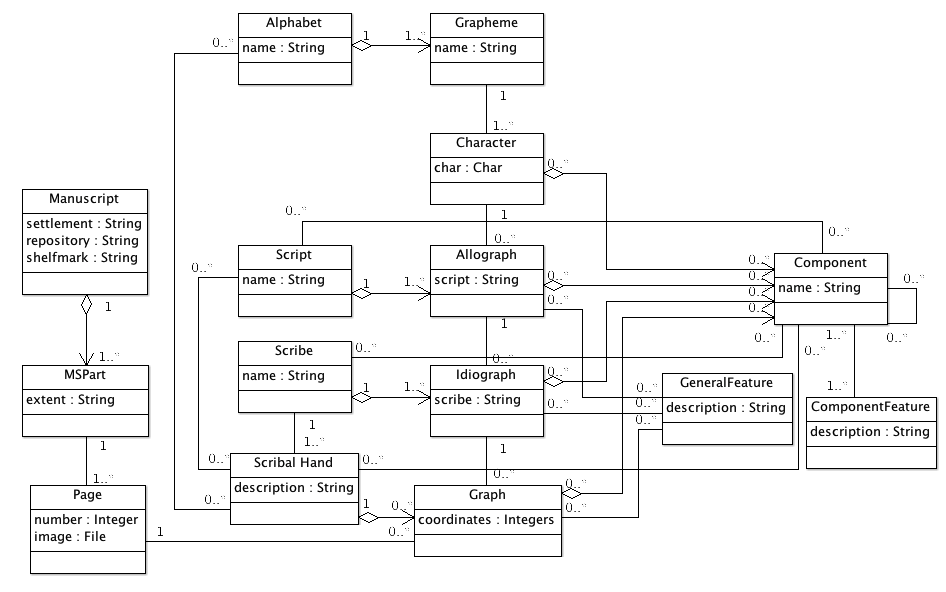 Alphabet
name : String
Grapheme
name : String
0..*
1
1..*
1
1..*
Character
char : Char
0..*
1
0..*
Manuscript
settlement : String
repository : String
shelfmark : String
1
1..*
0..*
0..*
Script
name : String
0..*
1
1..*
Allograph
script : String
0..*
0..*
1
0..*
Component
name : String
0..*
0..*
0..*
0..*
0..*
0..*
0..*
0..*
1..*
Scribe
name : String
0..*
1
1..*
1
1..*
Idiograph
scribe : String
0..*
0..*
1
0..*
MSPart
extent : String
1
1..*
GeneralFeature
description : String
0..*
0..*
0..*
1..*
ComponentFeature
description : String
Scribal Hand
description : String
0..*
0..*
0..*
1
0..*
Graph
coordinates : Integers
0..*
0..*
Page
number : Integer
image : File
1
0..*